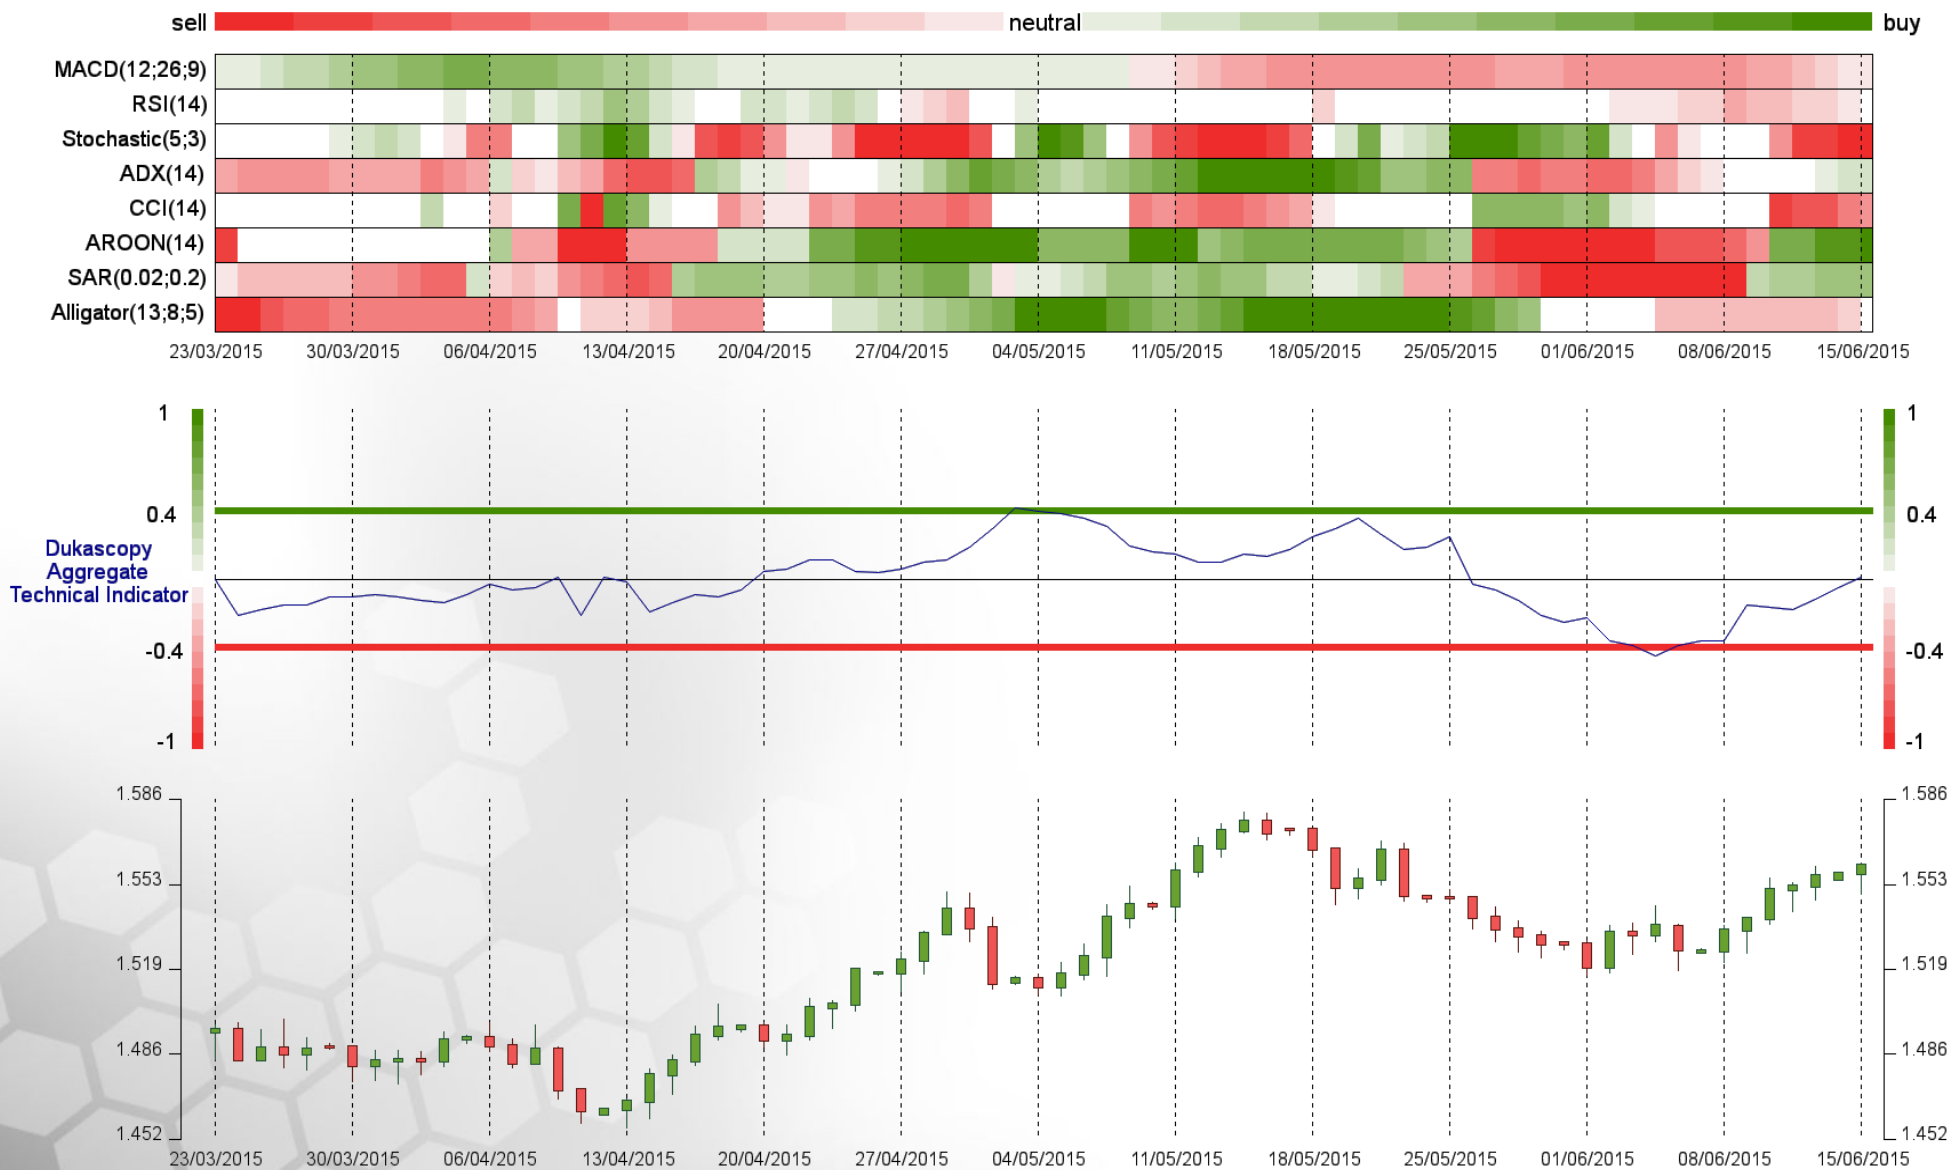 sell neutral buy
MACD(12;26;9)
RSI(14)
Stochastic(5;3)
ADX(14)
CCI(14)
AROON(14)
SAR(0.02;0.2)
Alligator(13;8;5)
23/03/2015 30/03/2015 06/04/2015 13/04/2015 20/04/2015 27/04/2015 04/05/2015 11/05/2015 18/05/2015 25/05/2015 01/06/2015 08/06/2015 15/06/2015
1 1
0.4 0.4
Dukascopy
Aggregate
Technical Indicator
-0.4 -0.4
-1 -1
1.586 1.586
1.553 1.553
1.519 1.519
1.486 1.486
1.452 1.452
23/03/2015 30/03/2015 06/04/2015 13/04/2015 20/04/2015 27/04/2015 04/05/2015 11/05/2015 18/05/2015 25/05/2015 01/06/2015 08/06/2015 15/06/2015